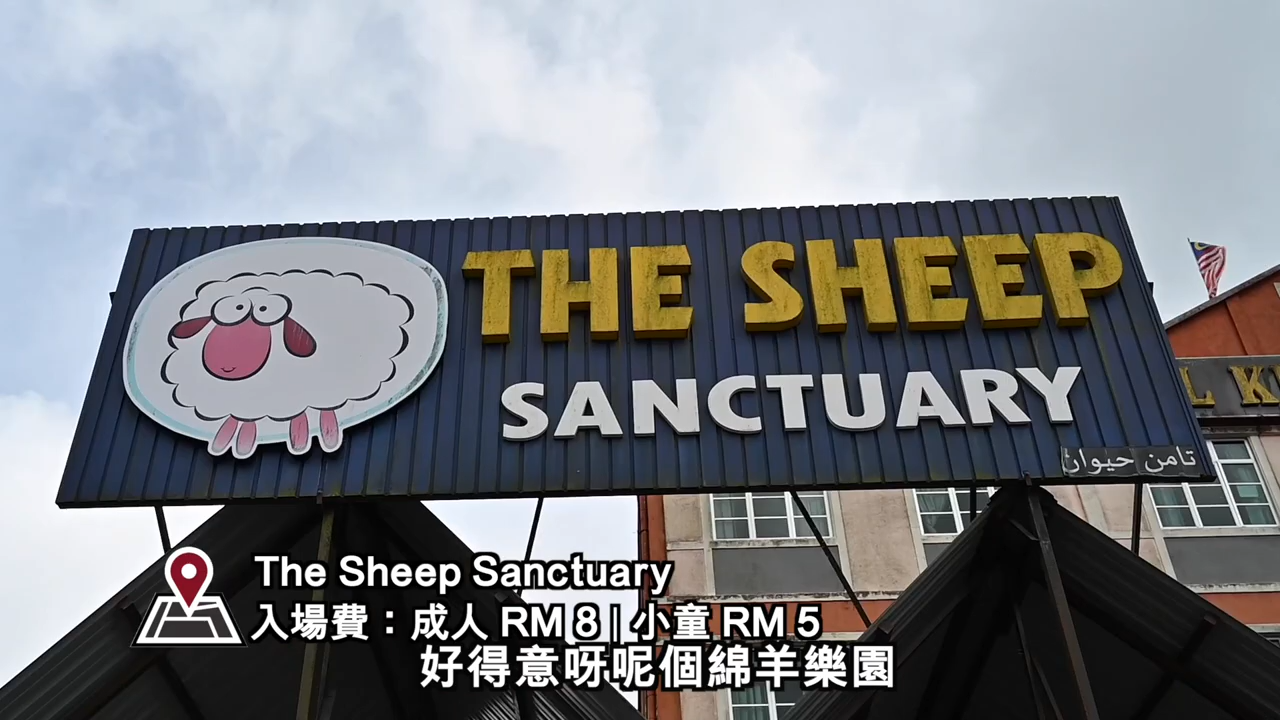 THE SHEEP
SANCTUARY
تامن حيوان
The Sheep Sanctuary
入場費：成人 RM 8 | 小童 RM 5
好得意呀呢個綿羊樂園